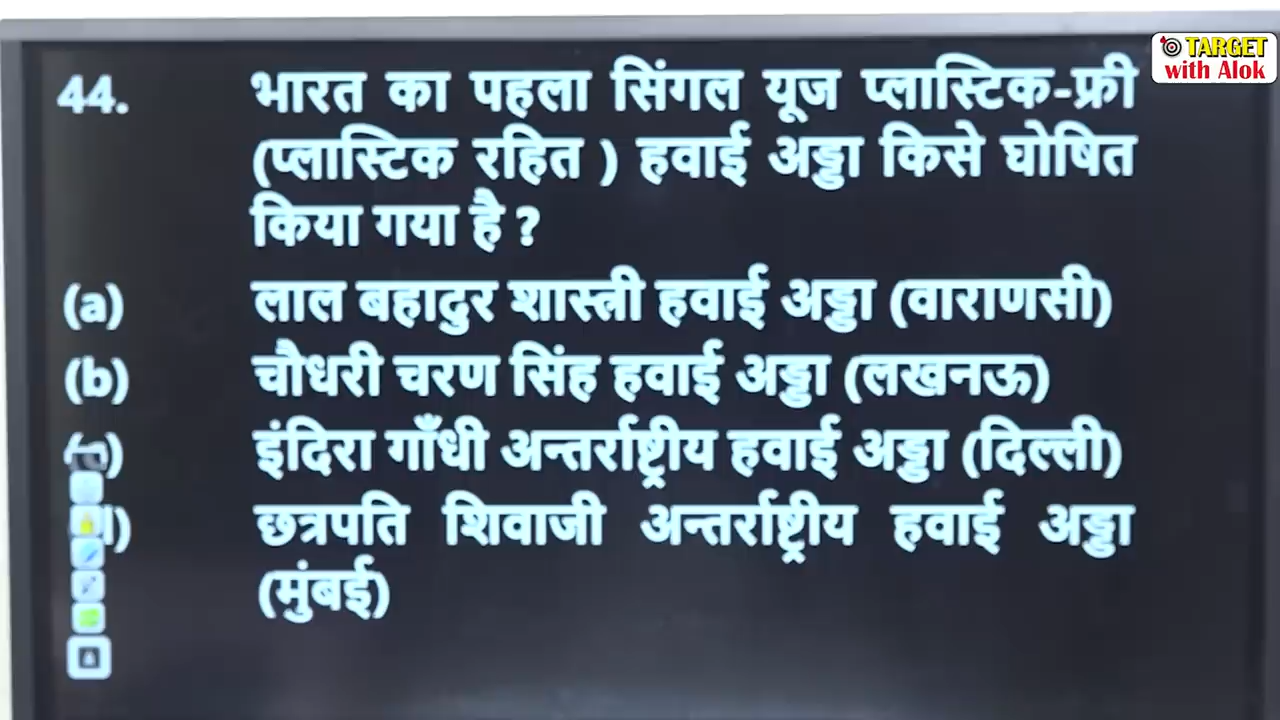 TARGET
with Alok
44. भारत का पहला सिंगल यूज प्लास्टिक-फ्री
(प्लास्टिक रहित ) हवाई अड्डा किसे घोषित
किया गया है ?
(a) लाल बहादुर शास्त्री हवाई अड्डा (वाराणसी)
(b) चौधरी चरण सिंह हवाई अड्डा (लखनऊ)
इंदिरा गाँधी अन्तर्राष्ट्रीय हवाई अड्डा (दिल्ली)
छत्रपति शिवाजी अन्तर्राष्ट्रीय हवाई अड्डा
(मुंबई)